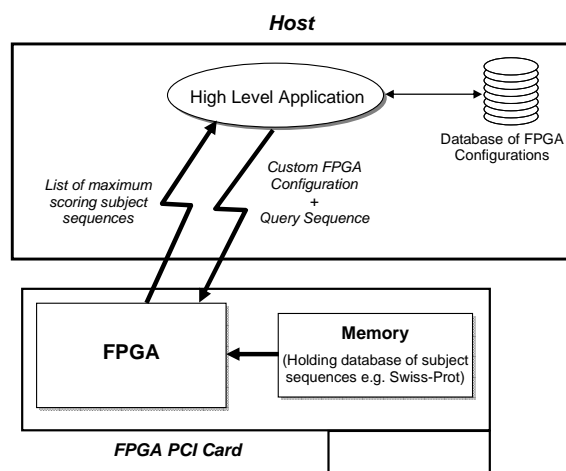 Host
High Level Application
Database of FPGA
Configurations
List of maximum
scoring subject
sequences
Custom FPGA
Configuration
+
Query Sequence
FPGA
Memory
(Holding database of subject
sequences e.g. Swiss-Prot)
FPGA PCI Card